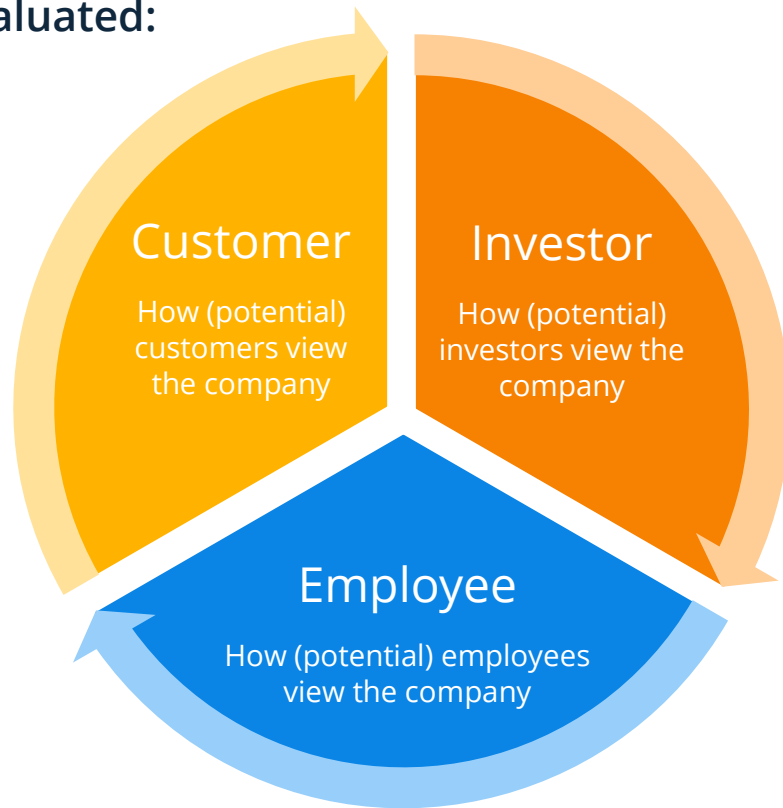 aluated:
Customer
How (potential)
customers view
the company
Investor
How (potential)
investors view the
company
Employee
How (potential) employees
view the company